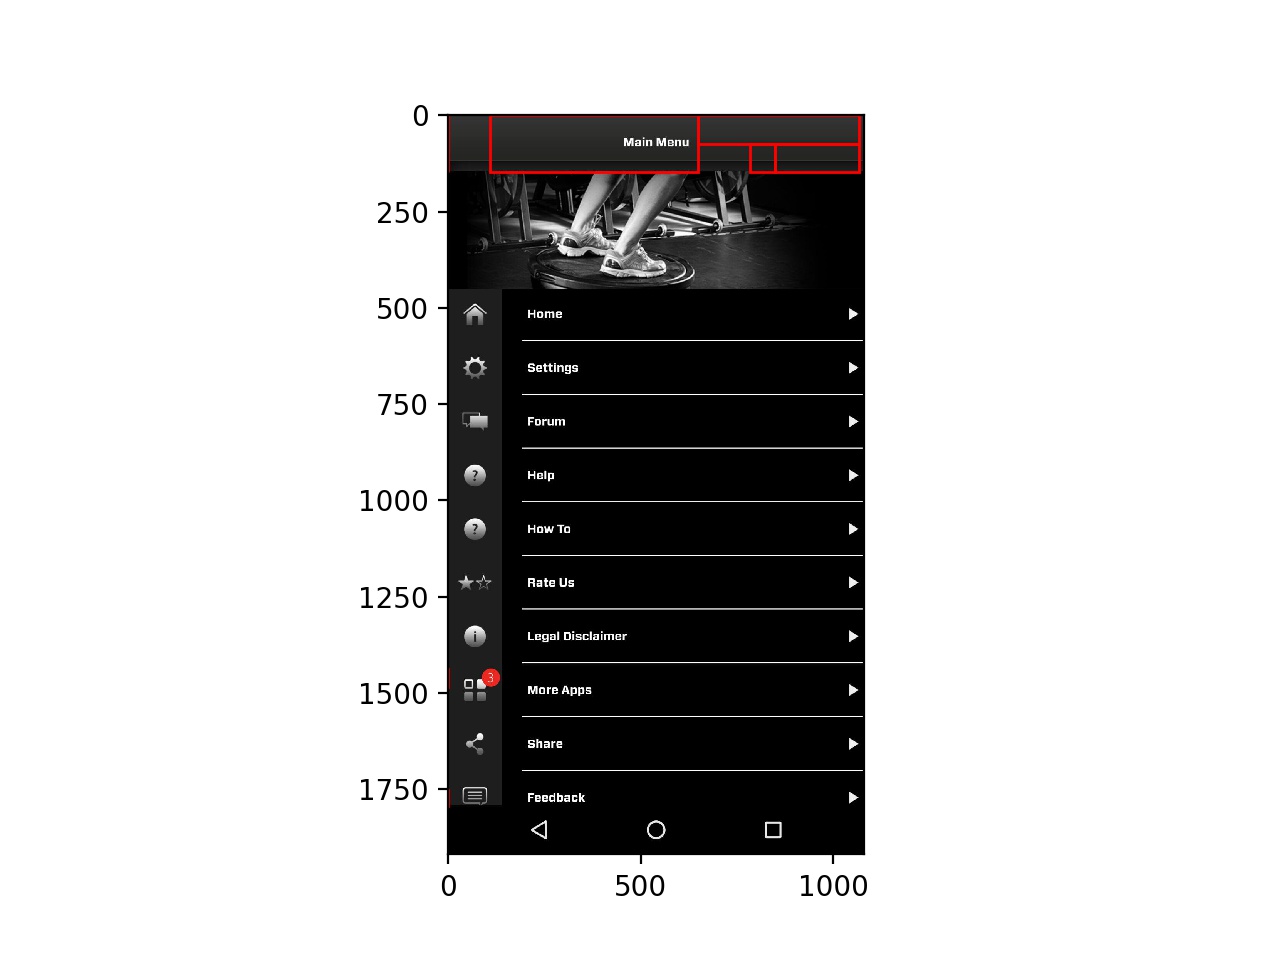 0
Main Menu
250
500
Home
Settings
750
Forum
?
Help
1000
?
How To
1250
Rate Us
i
Legal Disclaimer
3
1500
More Apps
Share
1750
Feedback
0
500
1000